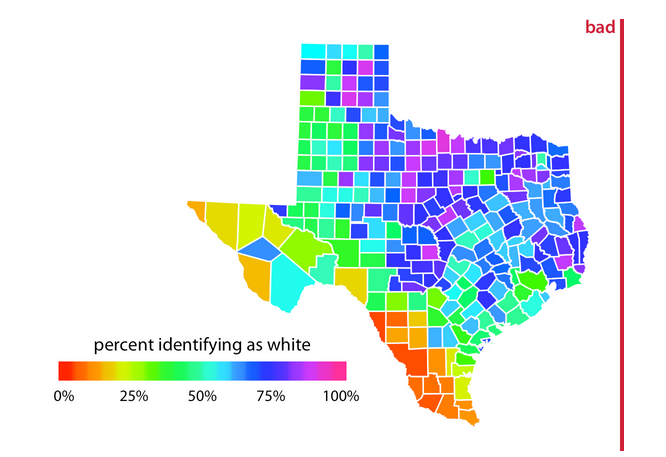 bad
percent identifying as white
0% 25% 50% 75% 100%